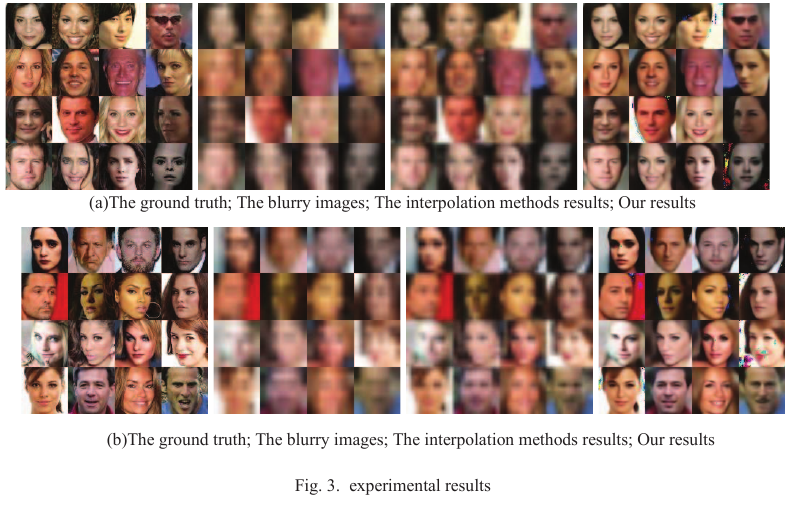 (a)The ground truth; The blurry images; The interpolation methods results; Our results
(b)The ground truth; The blurry images; The interpolation methods results; Our results
Fig. 3. experimental results